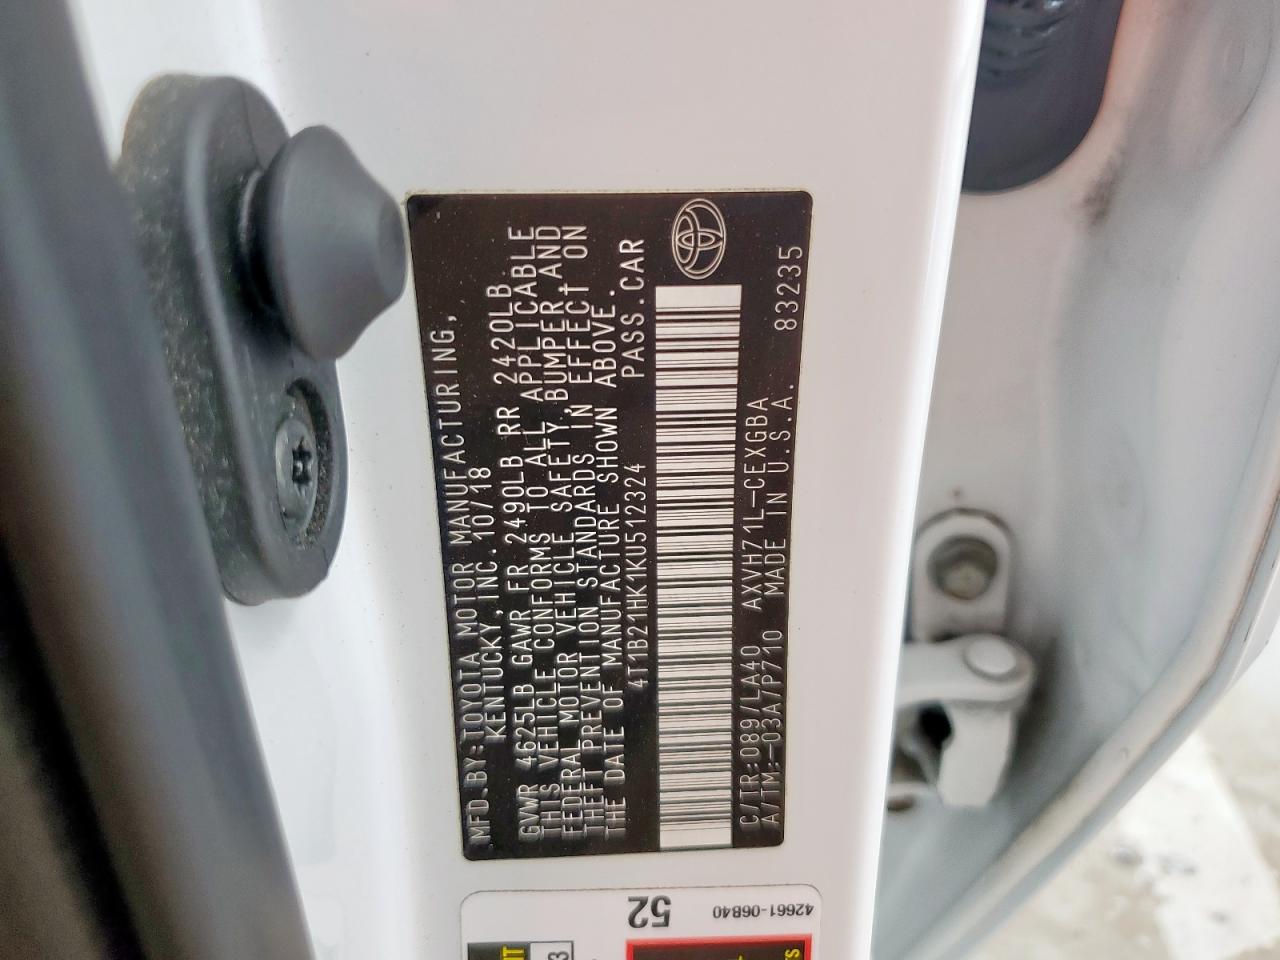 MFD.BY:TOYOTA MOTOR MANUFACTURING,
KENTUCKY,INC.10/18
GVWR 4625LB GAWR FR 2490LB RR 2420LB.
THIS VEHICLE CONFORMS TO ALL APPLICABLE
FEDERAL MOTOR VEHICLE SAFETY,BUMPER,AND
THEFT PREVENTION STANDARDS IN EFFECT ON
THE DATE OF MANUFACTURE SHOWN ABOVE.
4T1B21HK1KU512324 PASS.CAR
C/TR:089/LA40 AXVH71L-CEXGBA
A/TM:-03A/P710 MADE IN U.S.A. 83235
52
42661-06B40